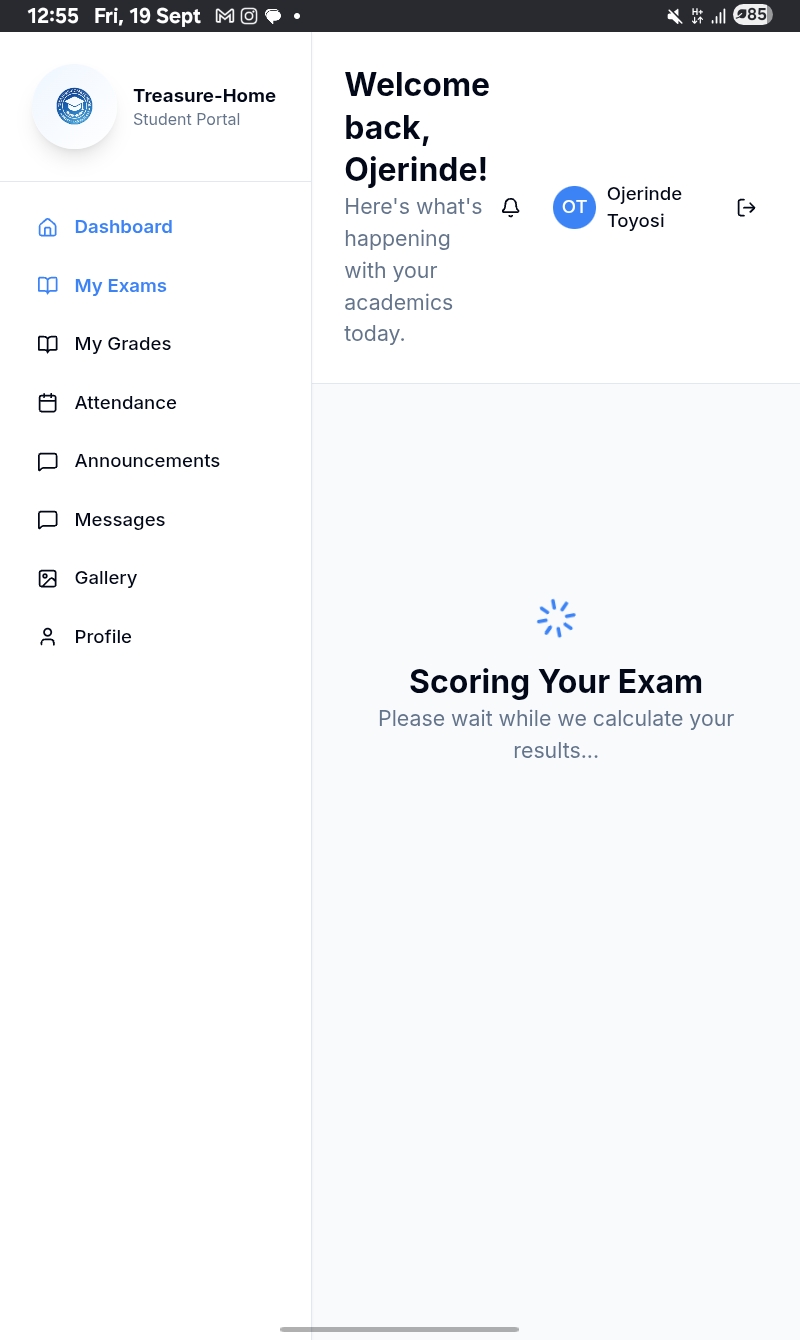 12:55 Fri, 19 Sept
H+
85
Treasure-Home
Student Portal
Dashboard
My Exams
My Grades
Attendance
Announcements
Messages
Gallery
Profile
Welcome
back,
Ojerinde!
Here's what's
happening
with your
academics
today.
OT
Ojerinde
Toyosi
Scoring Your Exam
Please wait while we calculate your
results...